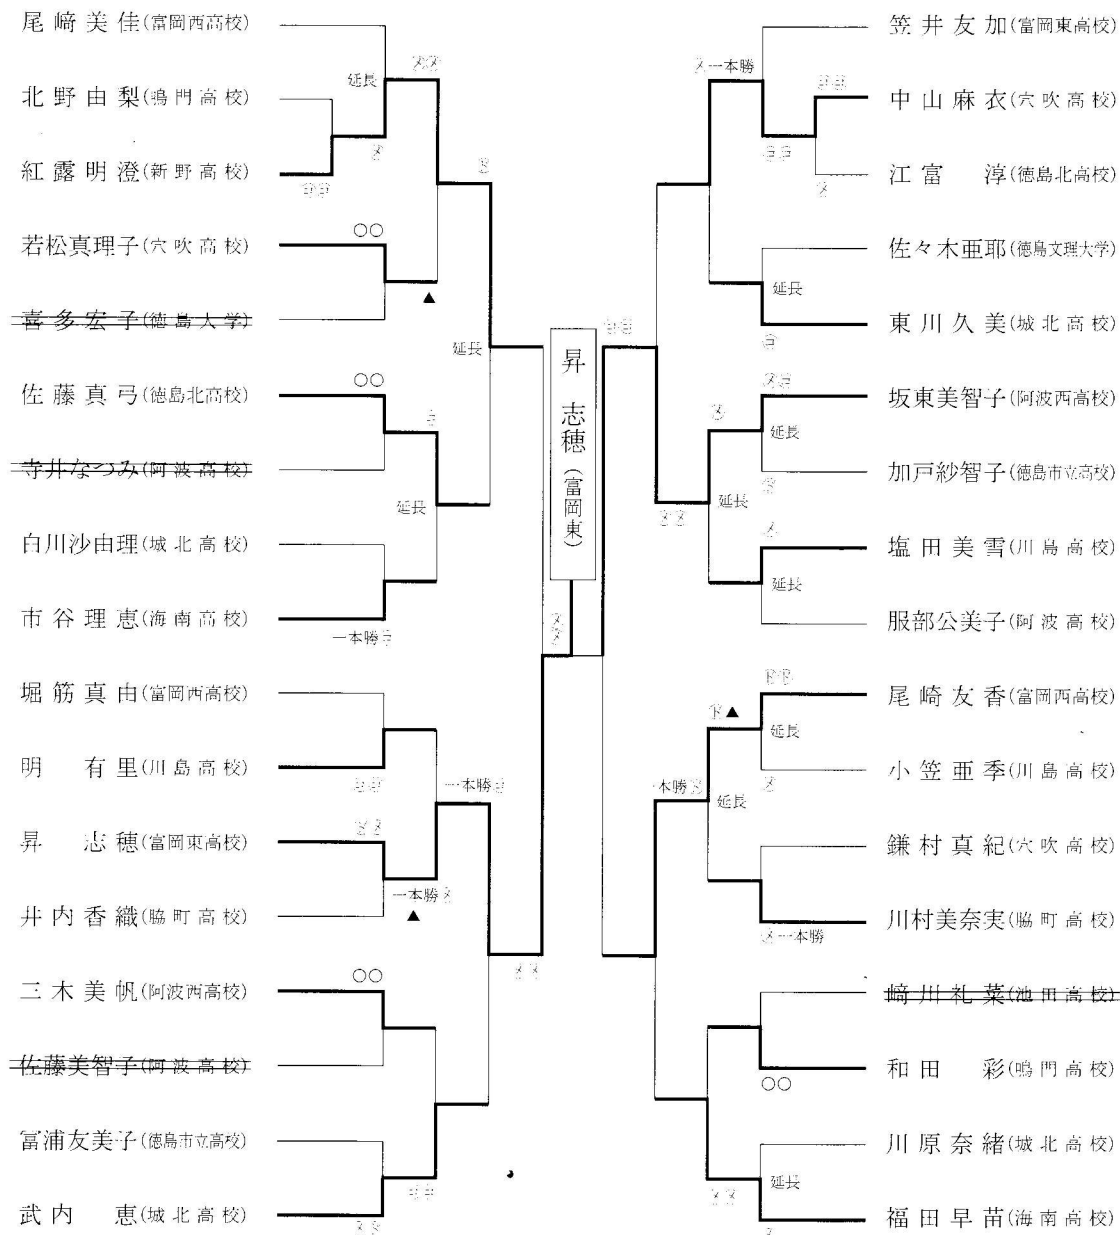 尾﨑美佳(富岡西高校)
北野由梨(鳴門高校)
紅露明澄(新野高校)
若松真理子(穴吹高校)
喜多宏子(徳島大学)
佐藤真弓(徳島北高校)
寺井なつみ(阿波高校)
白川沙由理(城北高校)
市谷理恵(海南高校)
堀筋真由(富岡西高校)
明有里(川島高校)
昇志穂(富岡東高校)
井内香織(脇町高校)
三木美帆(阿波西高校)
佐藤美智子(阿波高校)
冨浦友美子(徳島市立高校)
武内恵(城北高校)
延長
○○
▲
延長
○○
延長
一本勝
一本勝
一本勝
▲
○○
昇志穂(富岡東)
一本勝
延長
延長
延長
延長
▲
延長
一本勝
延長
一本勝
○○
延長
笠井友加(富岡東高校)
中山麻衣(穴吹高校)
江富淳(徳島北高校)
佐々木亜耶(徳島文理大学)
東川久美(城北高校)
坂東美智子(阿波西高校)
加戸紗智子(徳島市立高校)
塩田美雪(川島高校)
服部公美子(阿波高校)
尾崎友香(富岡西高校)
小笠亜季(川島高校)
鎌村真紀(穴吹高校)
川村美奈実(脇町高校)
﨑川礼菜(池田高校)
和田彩(鳴門高校)
川原奈緒(城北高校)
福田早苗(海南高校)